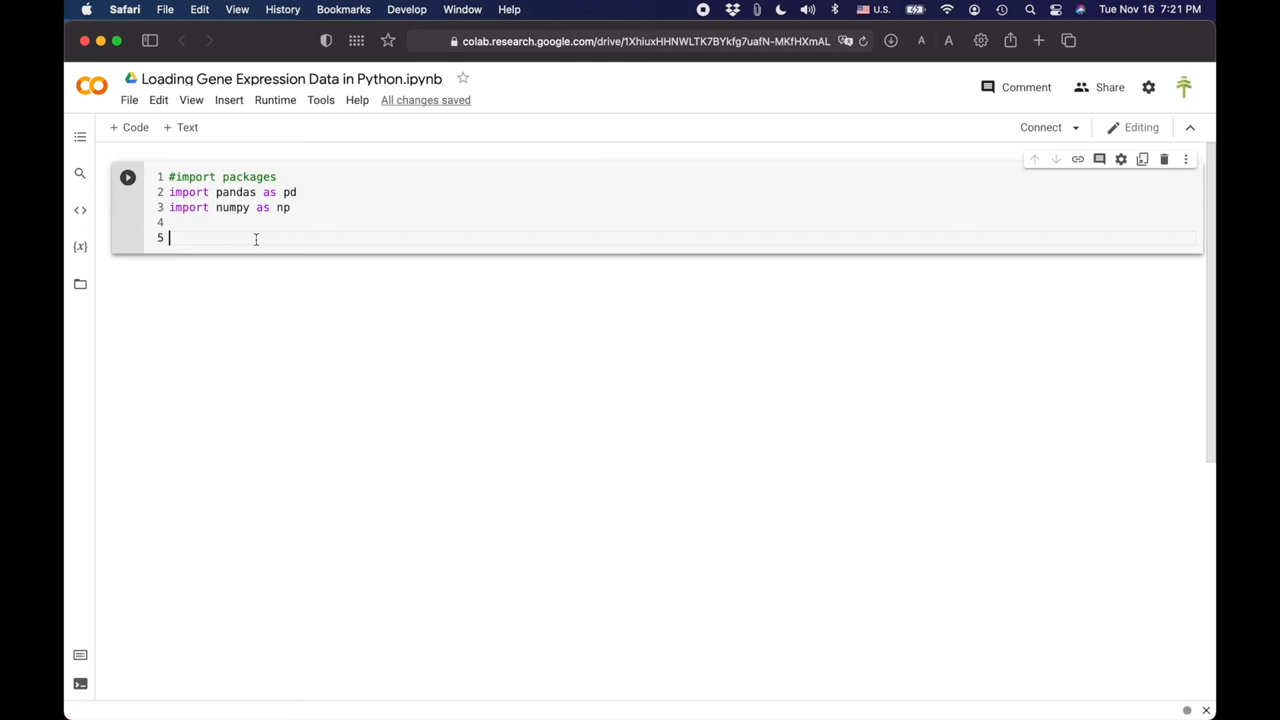 Safari File Edit View History Bookmarks Develop Window Help U.S. Tue Nov 16 7:21 PM
colab.research.google.com/drive/1XhiuxHHNWLTK7BYkfg7uafN-MKfHXmAL A A
CO Loading Gene Expression Data in Python.ipynb
Comment Share
File Edit View Insert Runtime Tools Help All changes saved
+ Code + Text Connect Editing
1 #import packages
2 import pandas as pd
3 import numpy as np
4
5
{x}